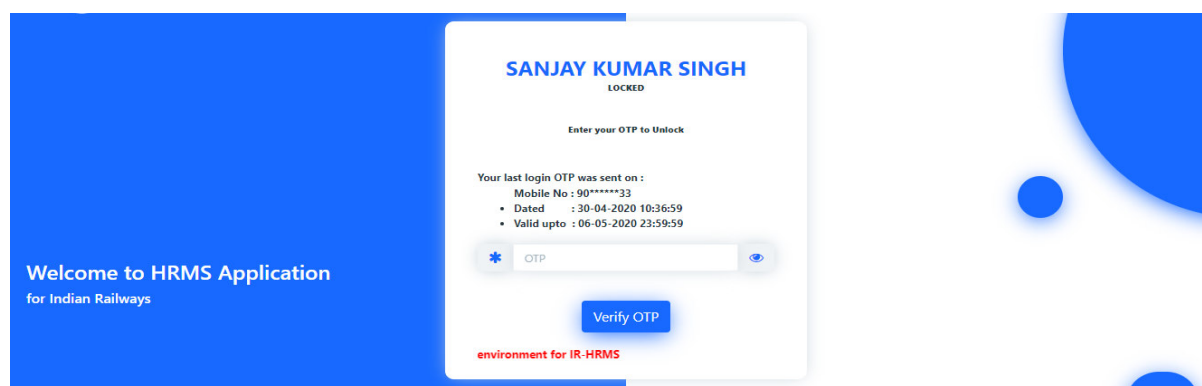 SANJAY KUMAR SINGH
LOCKED
Enter your OTP to Unlock
Your last login OTP was sent on :
Mobile No : 90******33
• Dated : 30-04-2020 10:36:59
• Valid upto : 06-05-2020 23:59:59
* OTP
Verify OTP
environment for IR-HRMS
Welcome to HRMS Application
for Indian Railways